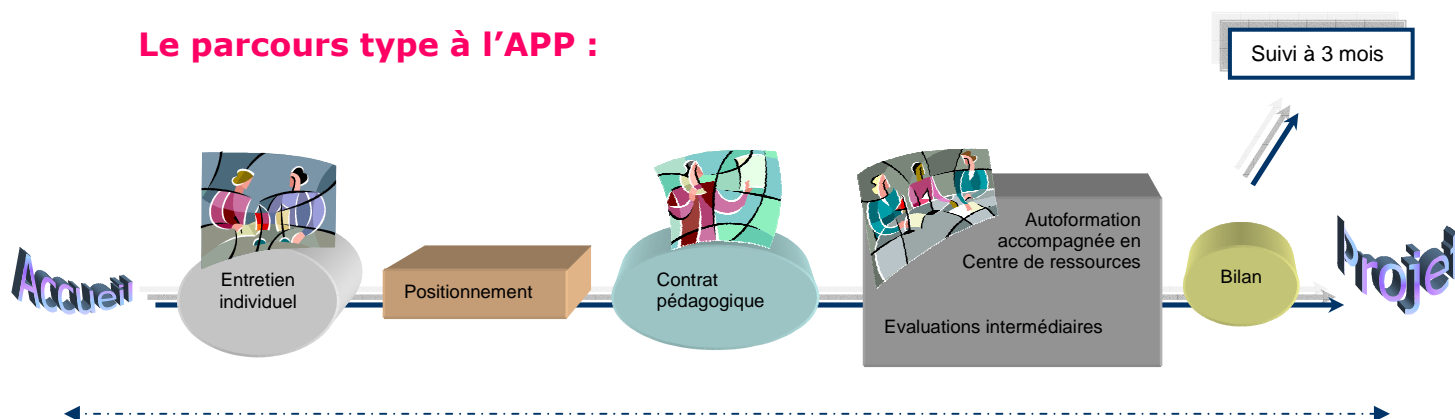 Le parcours type à l'APP :
Suivi à 3 mois
Accueil
Entretien
individuel
Positionnement
Contrat
pédagogique
Autoformation
accompagnée en
Centre de ressources
Evaluations intermédiaires
Bilan
Projet